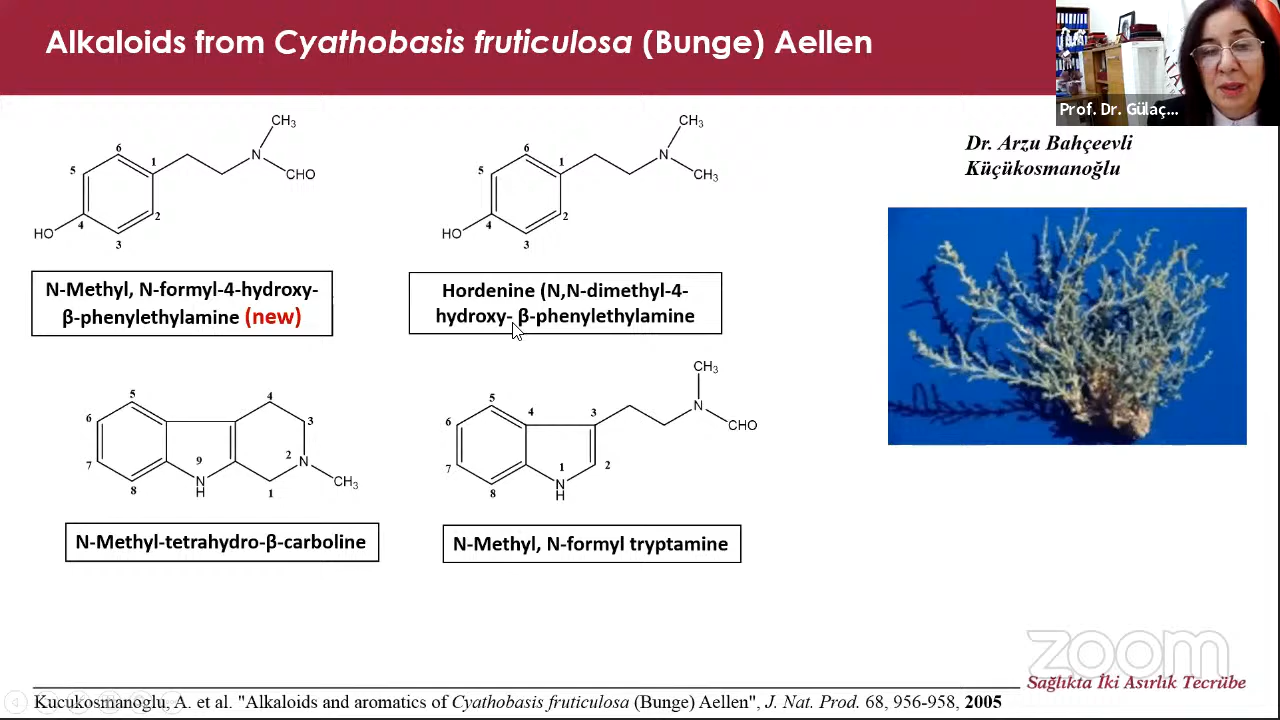 Alkaloids from Cyathobasis fruticulosa (Bunge) Aellen
Prof. Dr. Gülaç...
Dr. Arzu Bahçeevli
Küçükosmanoğlu
CH3
N
CHO
HO
1
2
3
4
5
6
N-Methyl, N-formyl-4-hydroxy-
β-phenylethylamine (new)
CH3
N
CH3
HO
1
2
3
4
5
6
Hordenine (N,N-dimethyl-4-
hydroxy- β-phenylethylamine
5
4
6
3
9
2
N
7
N
H
CH3
8
1
N-Methyl-tetrahydro-β-carboline
CH3
5
4
3
N
6
CHO
1
2
7
N
H
8
N-Methyl, N-formyl tryptamine
zoom
Sağlıkta İki Asırlık Tecrübe
Kucukosmanoglu, A. et al. "Alkaloids and aromatics of Cyathobasis fruticulosa (Bunge) Aellen", J. Nat. Prod. 68, 956-958, 2005